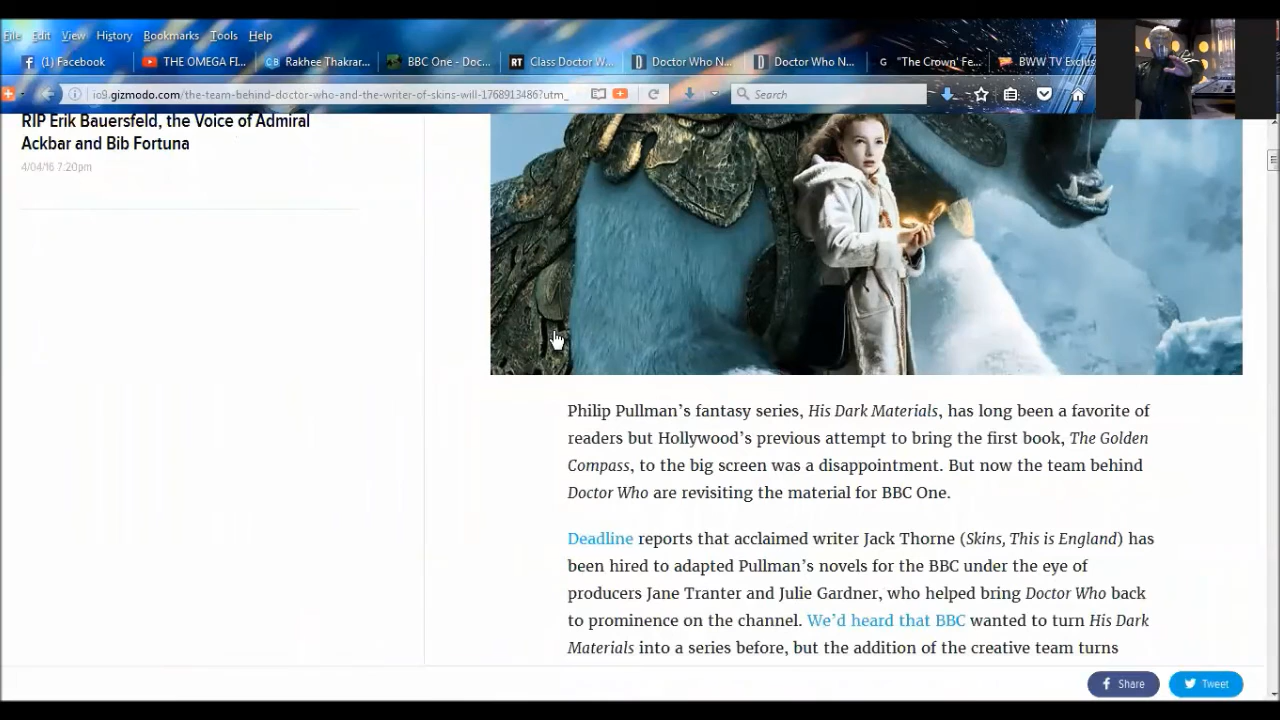 File Edit View History Bookmarks Tools Help
(1) Facebook THE OMEGA FI... CB Rakhee Thakrar... BBC One - Doc... RT Class Doctor W... Doctor Who N... Doctor Who N... G "The Crown' Fe... BWW TV Exclus
io9.gizmodo.com/the-team-behind-doctor-who-and-the-writer-of-skins-will-1768913486?utm_ Search
RIP Erik Bauersfeld, the Voice of Admiral
Ackbar and Bib Fortuna
4/04/16 7:20pm
Philip Pullman's fantasy series, His Dark Materials, has long been a favorite of
readers but Hollywood's previous attempt to bring the first book, The Golden
Compass, to the big screen was a disappointment. But now the team behind
Doctor Who are revisiting the material for BBC One.
Deadline reports that acclaimed writer Jack Thorne (Skins, This is England) has
been hired to adapted Pullman's novels for the BBC under the eye of
producers Jane Tranter and Julie Gardner, who helped bring Doctor Who back
to prominence on the channel. We'd heard that BBC wanted to turn His Dark
Materials into a series before, but the addition of the creative team turns
Share Tweet